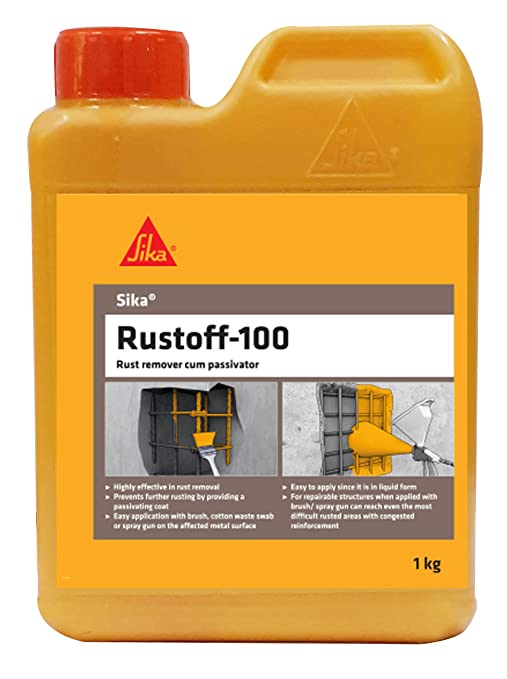 Sika
Sika®
Sika®
Rustoff-100
Rust remover cum passivator
➤ Highly effective in rust removal
➤ Prevents further rusting by providing a
passivating coat
➤ Easy application with brush, cotton waste swab
or spray gun on the affected metal surface
➤ Easy to apply since it is in liquid form
➤ For repairable structures when applied with
brush/ spray gun can reach even the most
difficult rusted areas with congested
reinforcement
1 kg